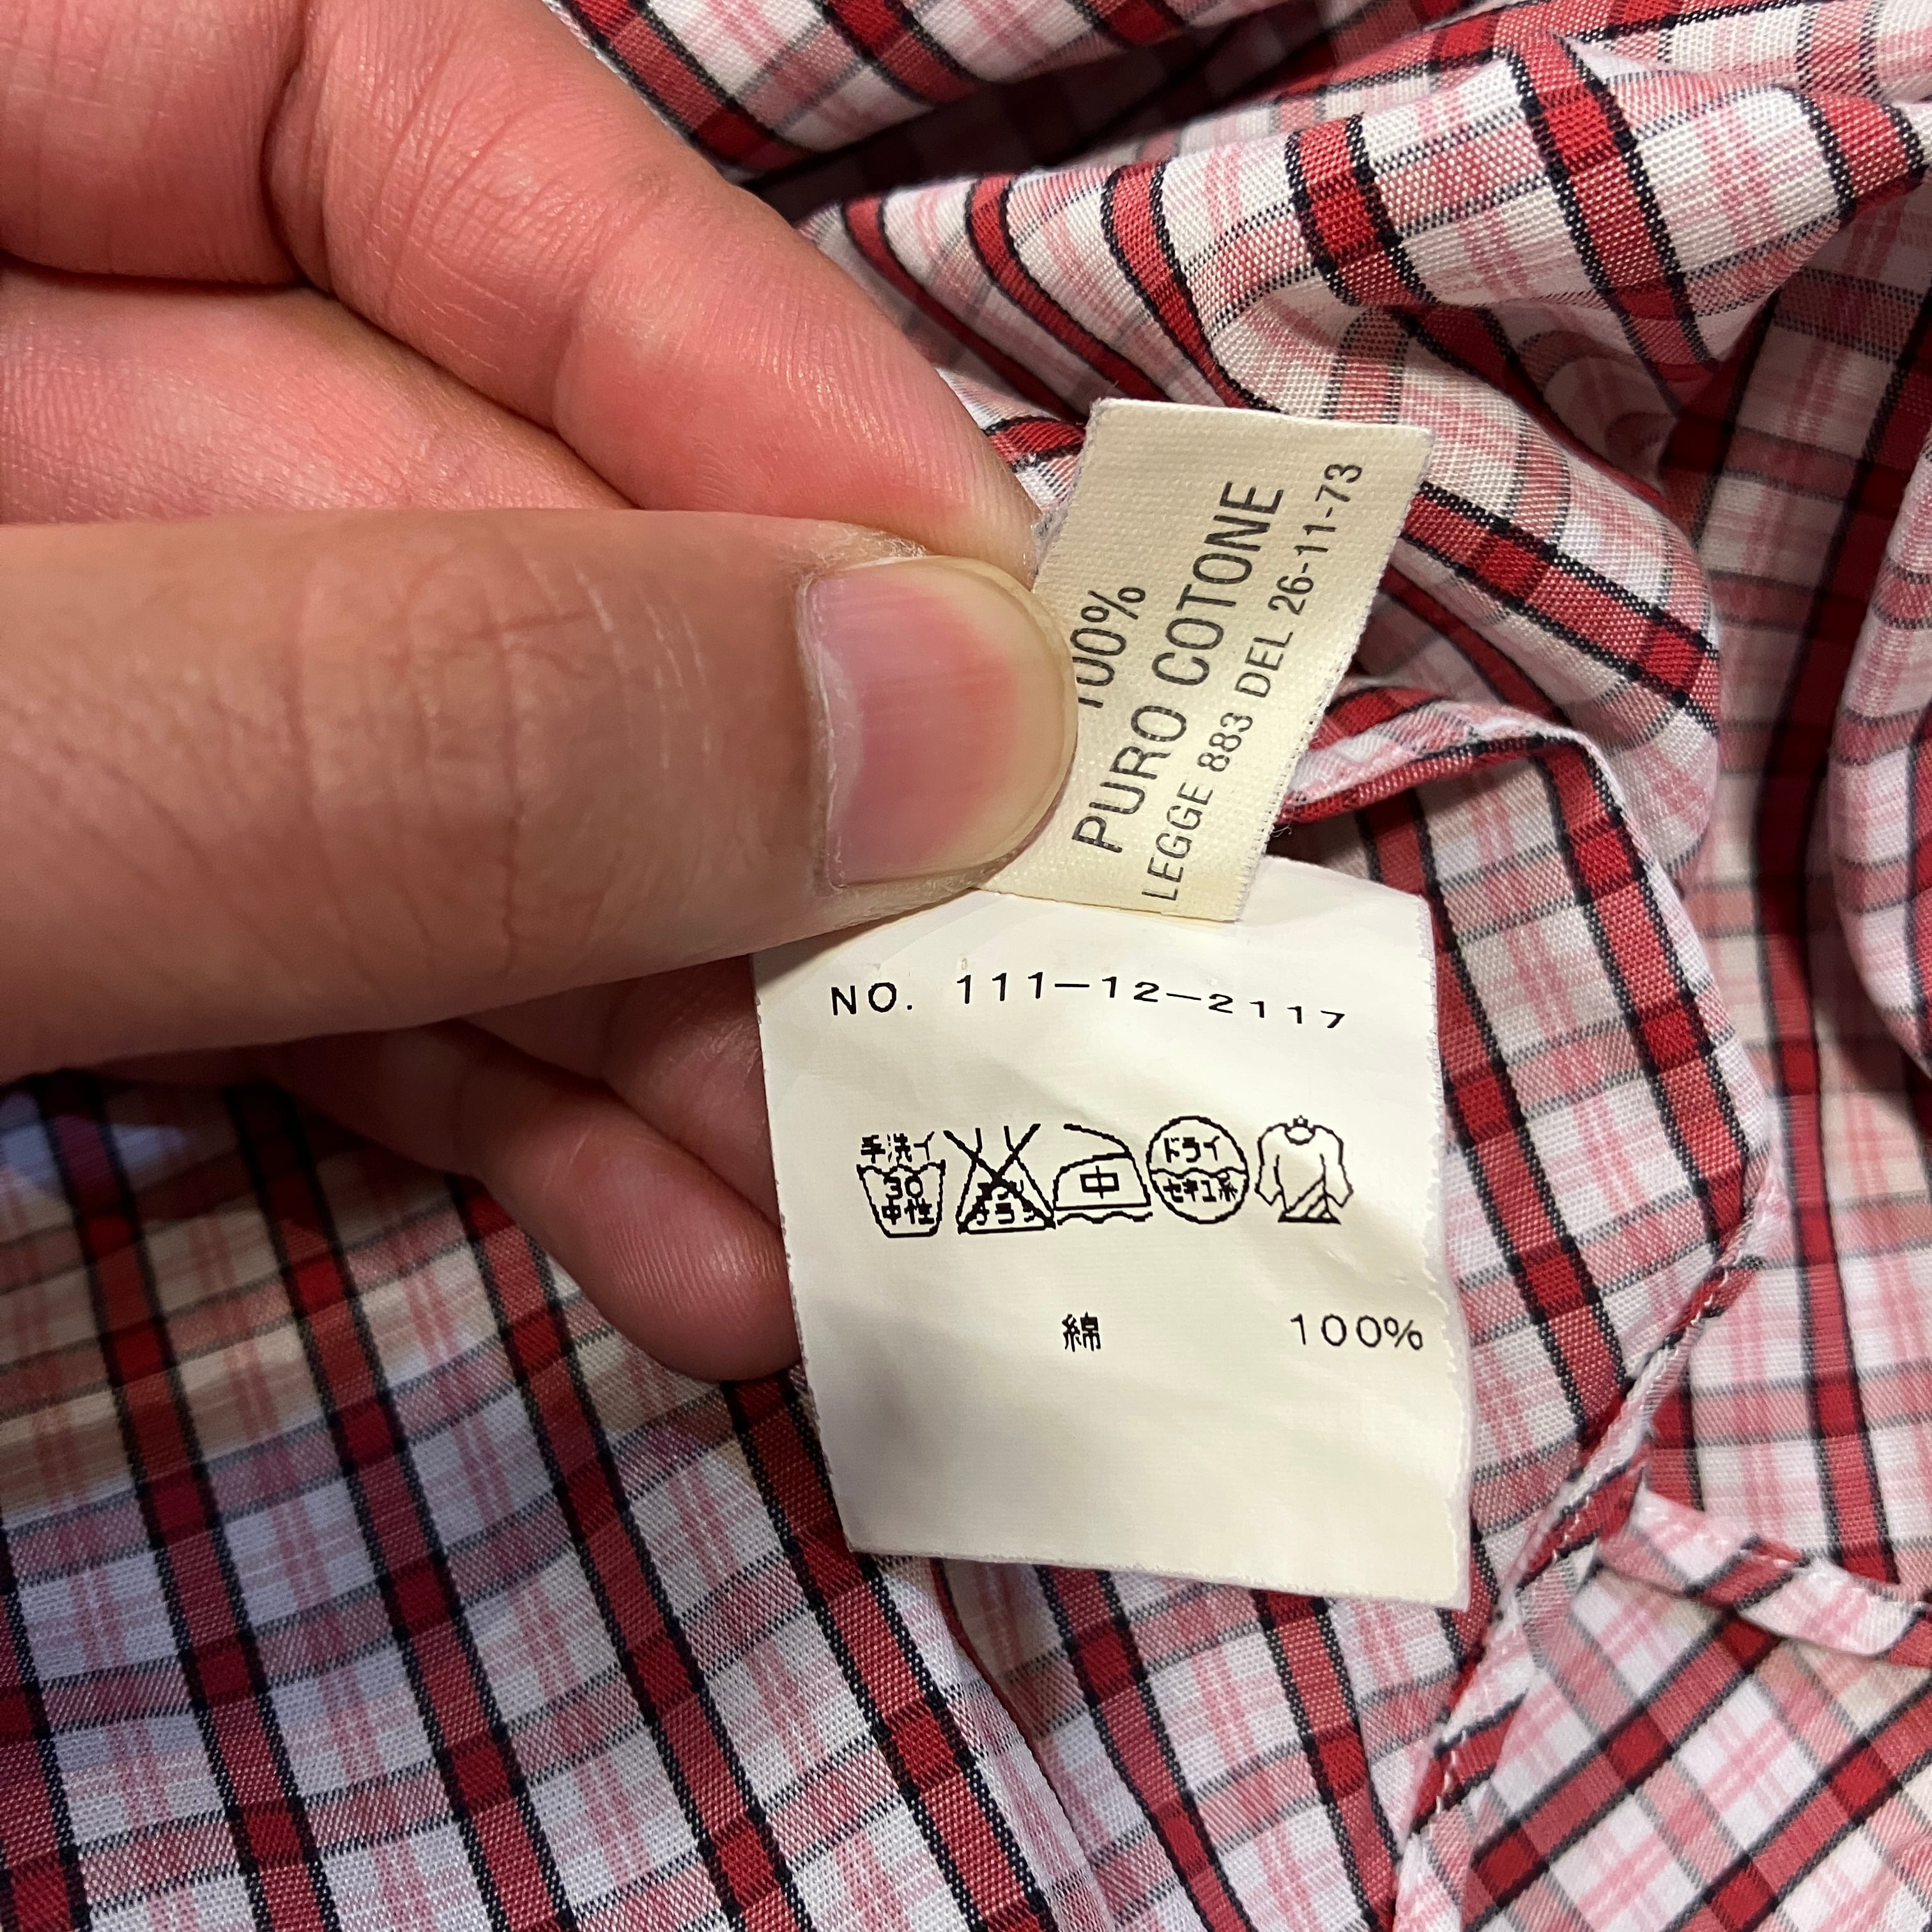 100%
PURO COTONE
LEGGE 883 DEL 26-11-73
NO. 111-12-2117
手洗イ
30
中性
中
ドライ
セキユ系
綿 100%